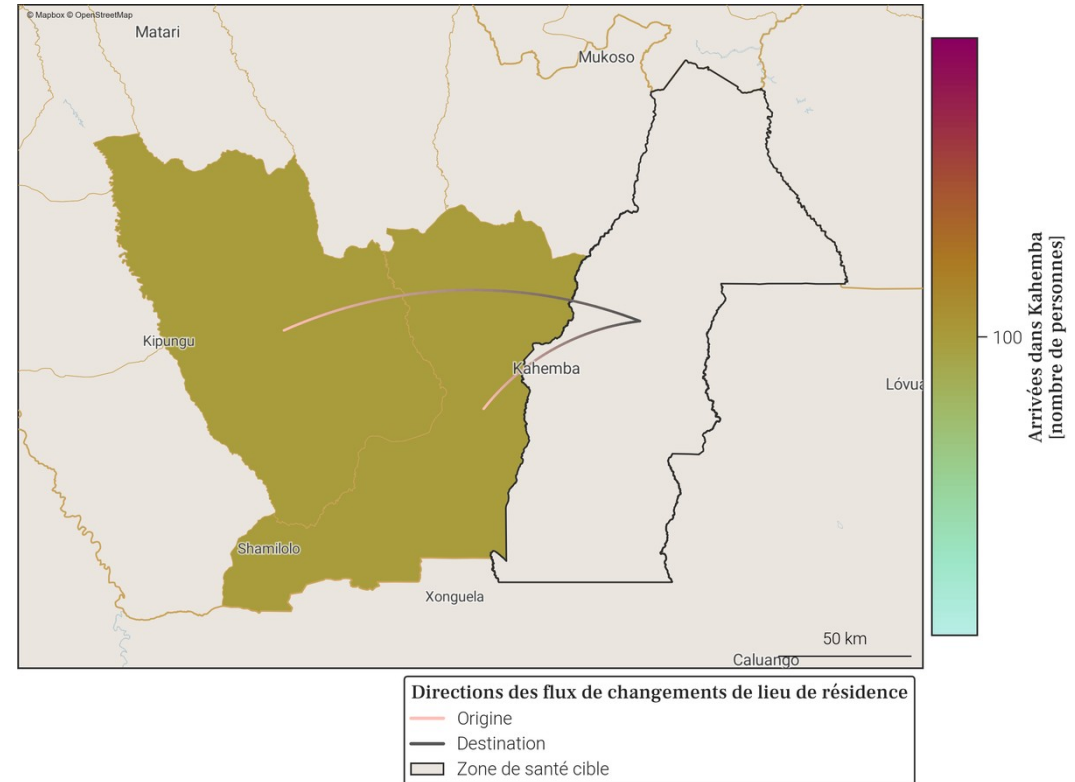 © Mapbox © OpenStreetMap
Matari
Mukoso
Kipungu
Kahemba
Shamilolo
Xonguela
50 km
Caluango
100
Arrivées dans Kahemba
[nombre de personnes]
Directions des flux de changements de lieu de résidence
Origine
Destination
Zone de santé cible